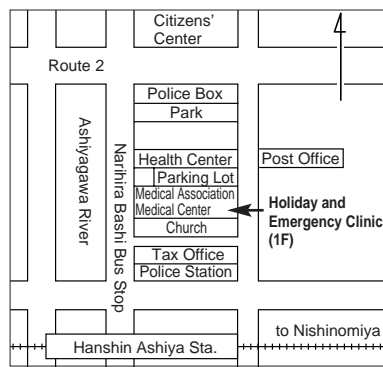 Citizens'
Center
Route 2
Police Box
Park
Ashiyagawa River
Narihira Bashi Bus Stop
Health Center
Post Office
Parking Lot
Medical Association
Medical Center
Holiday and
Emergency Clinic
(1F)
Church
Tax Office
Police Station
to Nishinomiya
Hanshin Ashiya Sta.